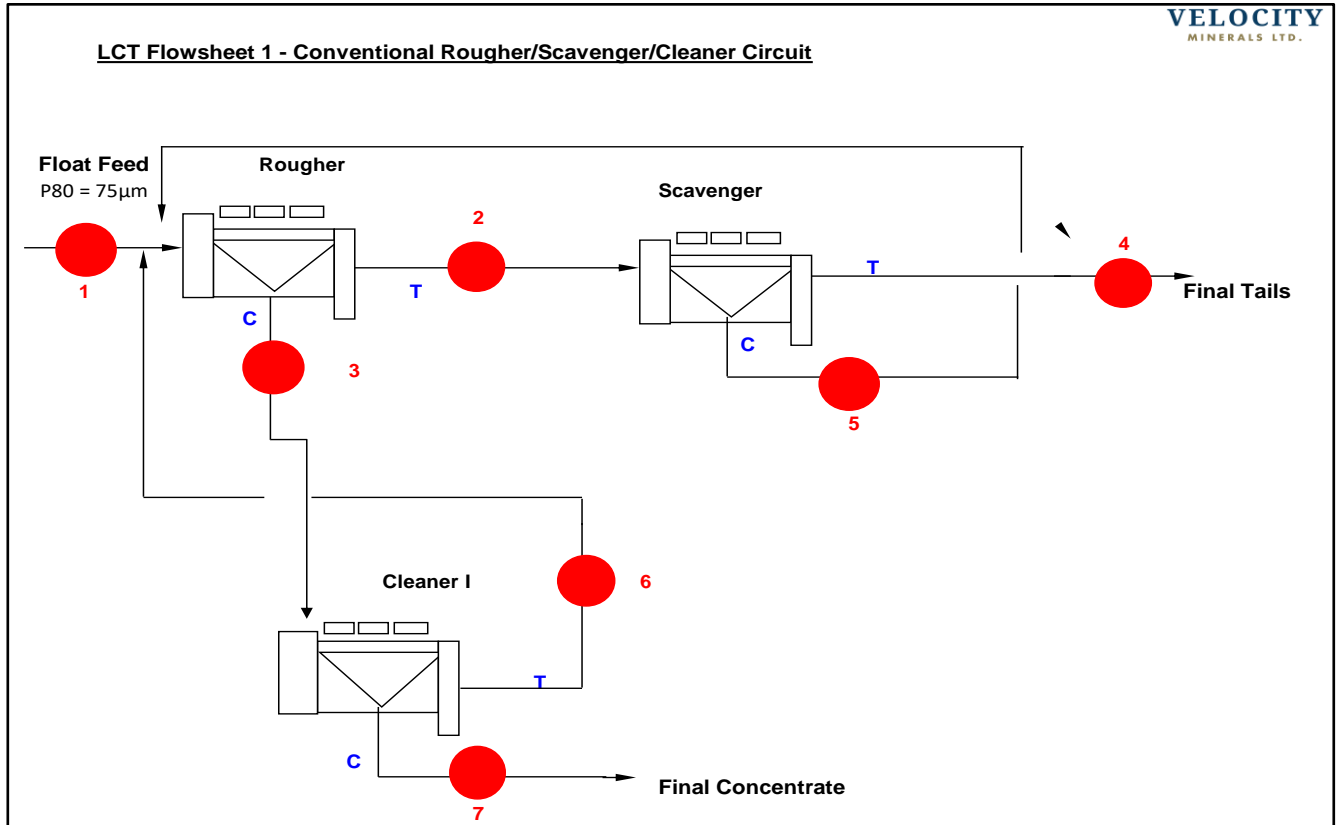 VELOCITY
MINERALS LTD.
LCT Flowsheet 1 - Conventional Rougher/Scavenger/Cleaner Circuit
Float Feed
P80 = 75µm
Rougher
Scavenger
1
2
T
C
3
T
4
Final Tails
C
5
Cleaner I
6
T
C
7
Final Concentrate